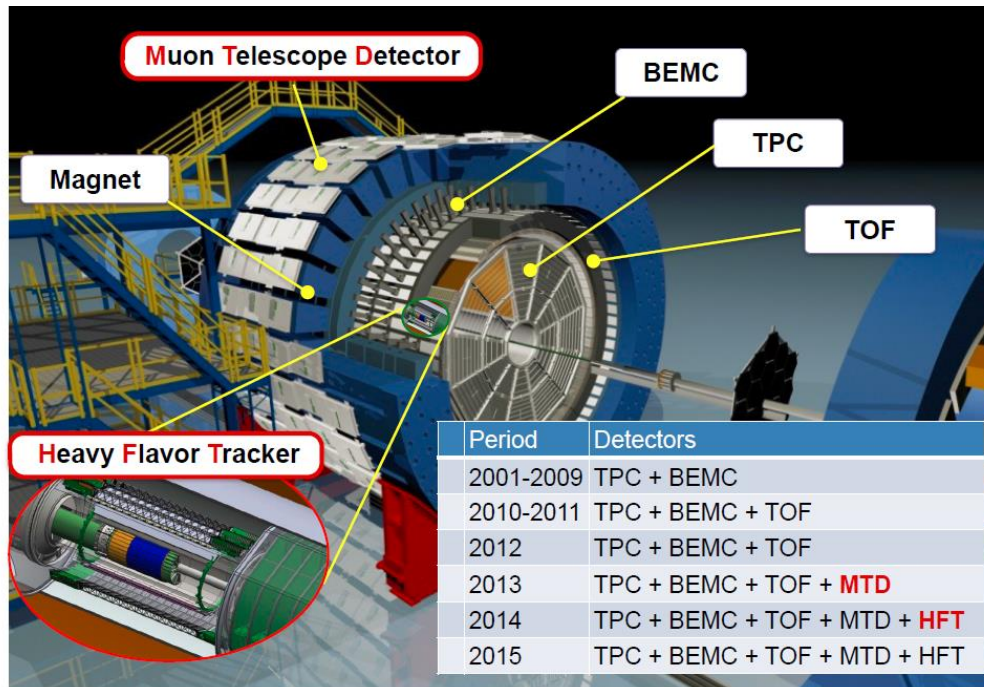 Muon Telescope Detector
BEMC
TPC
Magnet
TOF
Heavy Flavor Tracker
Period Detectors
2001-2009 TPC + BEMC
2010-2011 TPC + BEMC + TOF
2012 TPC + BEMC + TOF
2013 TPC + BEMC + TOF + MTD
2014 TPC + BEMC + TOF + MTD + HFT
2015 TPC + BEMC + TOF + MTD + HFT